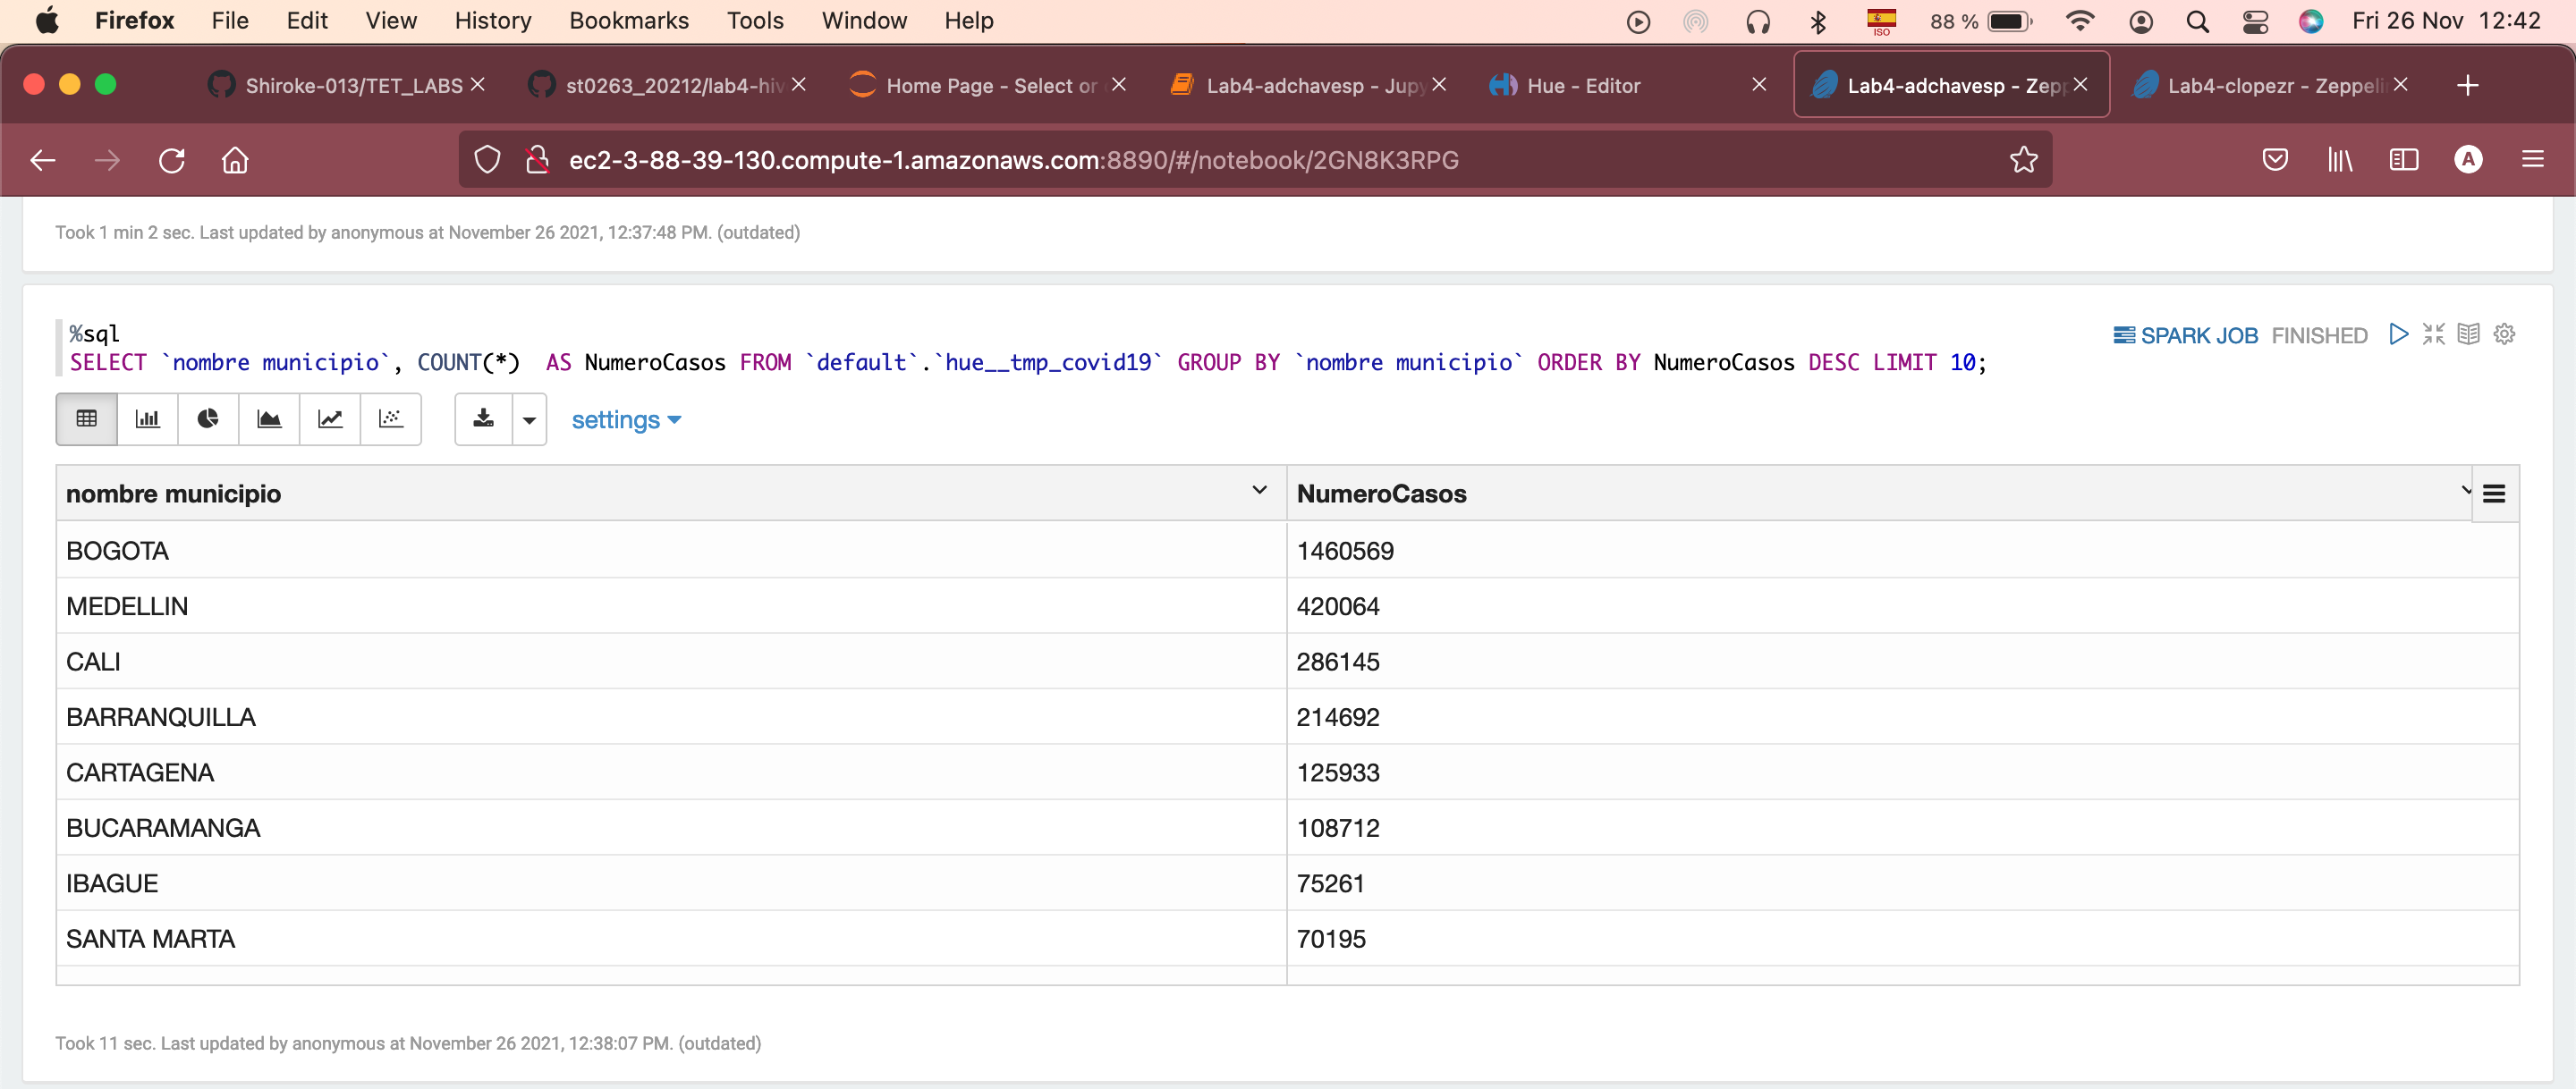 Firefox File Edit View History Bookmarks Tools Window Help ISO 88 % Fri 26 Nov 12:42
Shiroke-013/TET_LABS st0263_20212/lab4-hiv Home Page - Select or Lab4-adchavesp - Jupy Hue - Editor Lab4-adchavesp - Zepp Lab4-clopezr - Zeppeli
ec2-3-88-39-130.compute-1.amazonaws.com:8890/#/notebook/2GN8K3RPG A
Took 1 min 2 sec. Last updated by anonymous at November 26 2021, 12:37:48 PM. (outdated)
%sql
SPARK JOB FINISHED
SELECT `nombre municipio`, COUNT(*)  AS NumeroCasos FROM `default`.`hue__tmp_covid19` GROUP BY `nombre municipio` ORDER BY NumeroCasos DESC LIMIT 10;
settings
nombre municipio NumeroCasos
BOGOTA 1460569
MEDELLIN 420064
CALI 286145
BARRANQUILLA 214692
CARTAGENA 125933
BUCARAMANGA 108712
IBAGUE 75261
SANTA MARTA 70195
Took 11 sec. Last updated by anonymous at November 26 2021, 12:38:07 PM. (outdated)